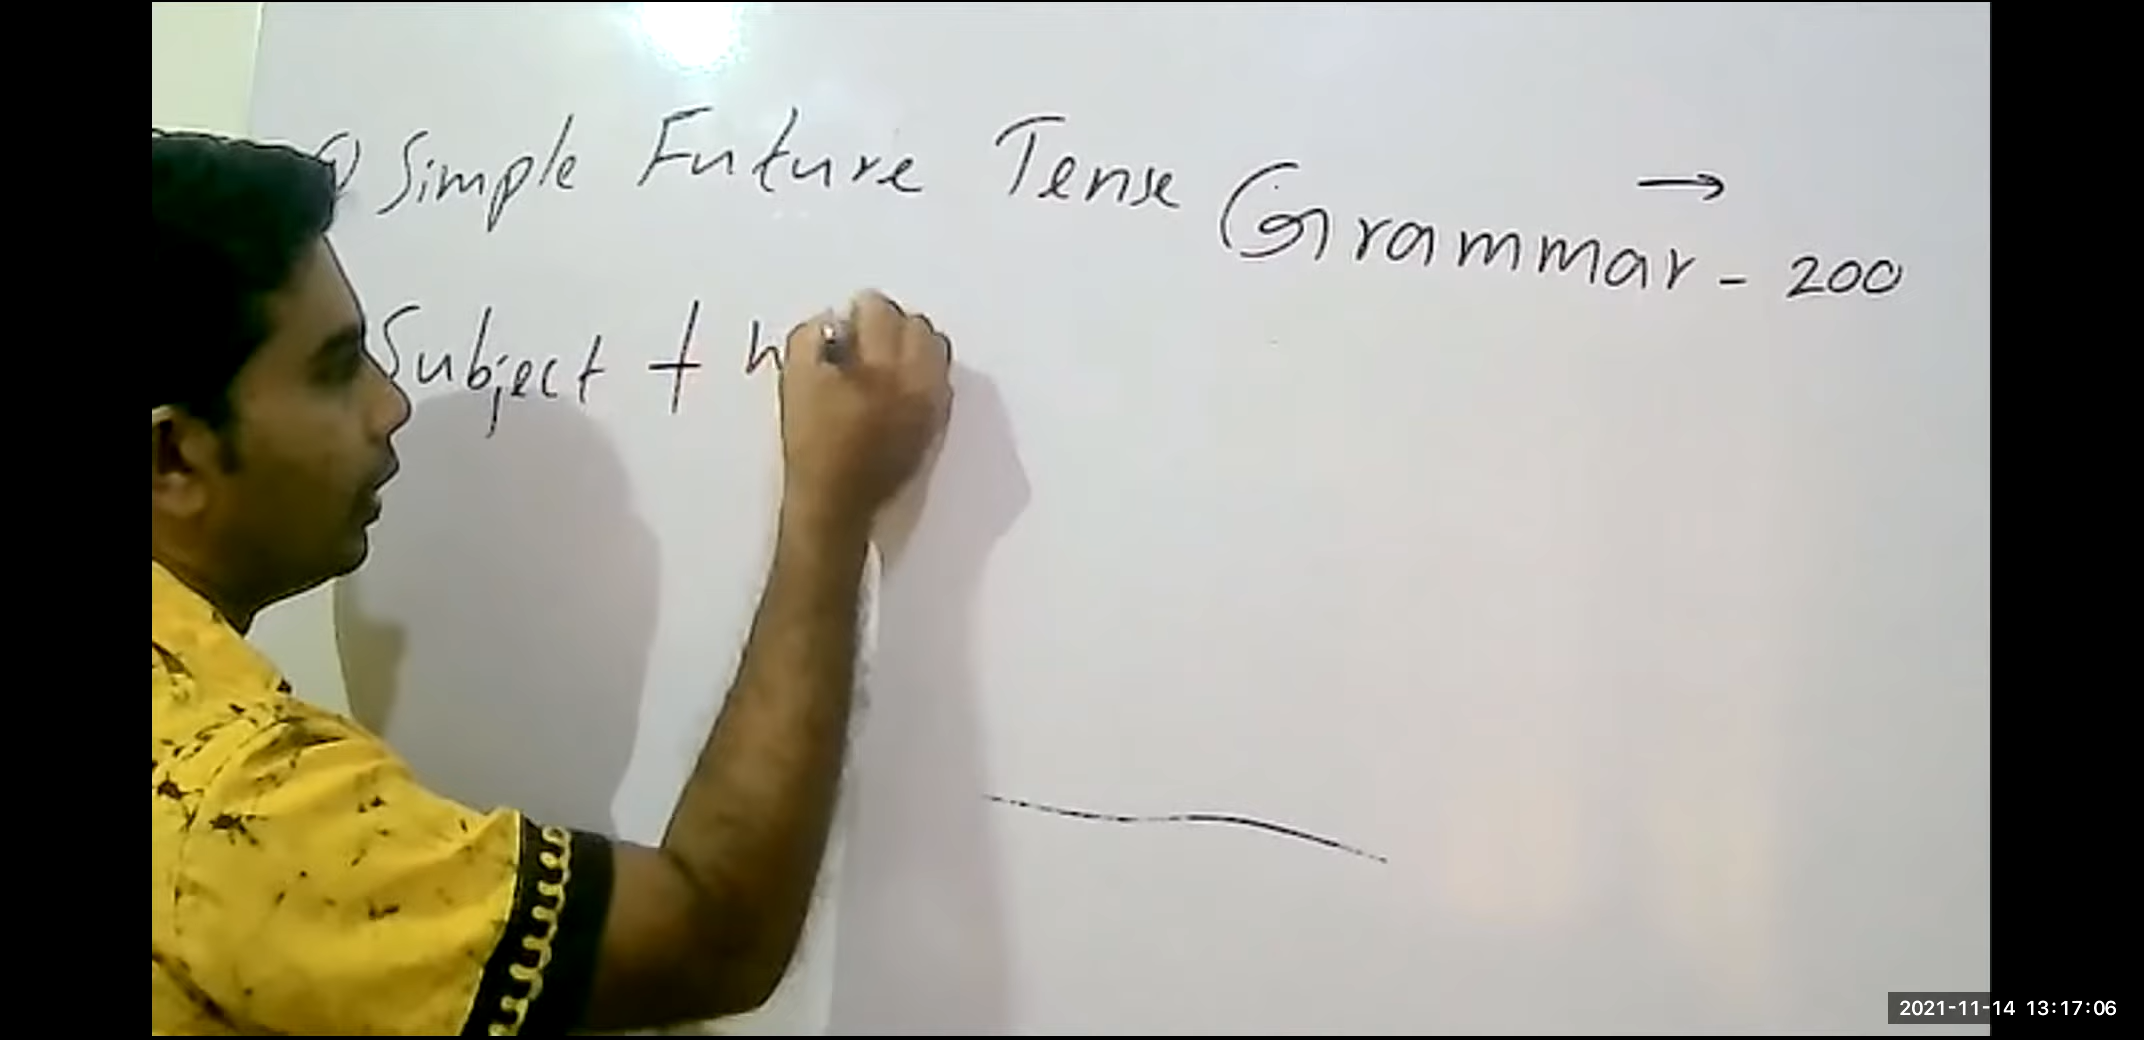 Simple Future Tense
Grammar - 200
Subject +
2021-11-14 13:17:06